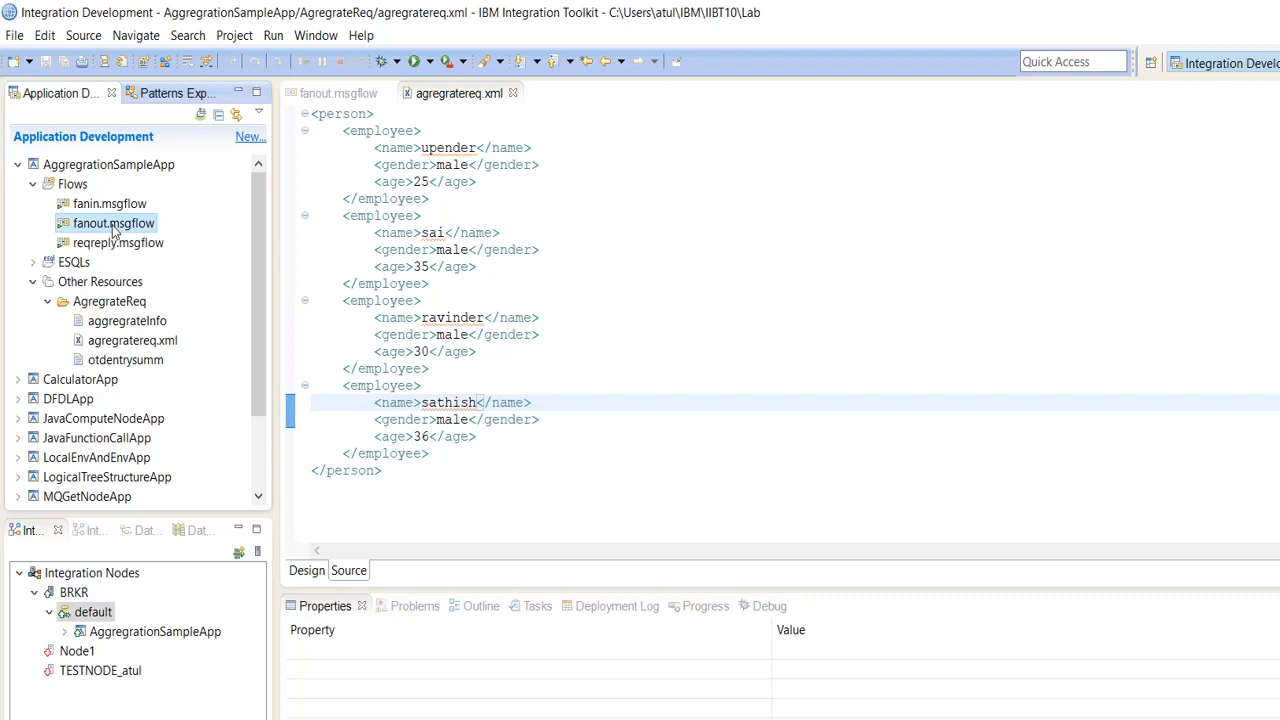 Integration Development - AggregrationSampleApp/AgregrateReq/agregratereq.xml - IBM Integration Toolkit - C:\Users\atul\IBM\IIBT10\Lab
File Edit Source Navigate Search Project Run Window Help
Quick Access
Integration Develo
Application D...
Patterns Exp...
Application Development
New...
AggregrationSampleApp
Flows
fanin.msgflow
fanout.msgflow
reqreply.msgflow
ESQLs
Other Resources
AgregrateReq
aggregrateInfo
agregratereq.xml
otdentrysumm
CalculatorApp
DFDLApp
JavaComputeNodeApp
JavaFunctionCallApp
LocalEnvAndEnvApp
LogicalTreeStructureApp
MQGetNodeApp
Int...
Int...
Dat...
Dat...
Integration Nodes
BRKR
default
AggregrationSampleApp
Node1
TESTNODE_atul
fanout.msgflow
agregratereq.xml
<person>
<employee>
<name>upender</name>
<gender>male</gender>
<age>25</age>
</employee>
<employee>
<name>sai</name>
<gender>male</gender>
<age>35</age>
</employee>
<employee>
<name>ravinder</name>
<gender>male</gender>
<age>30</age>
</employee>
<employee>
<name>sathish</name>
<gender>male</gender>
<age>36</age>
</employee>
</person>
Design Source
Properties Problems Outline Tasks Deployment Log Progress Debug
Property Value